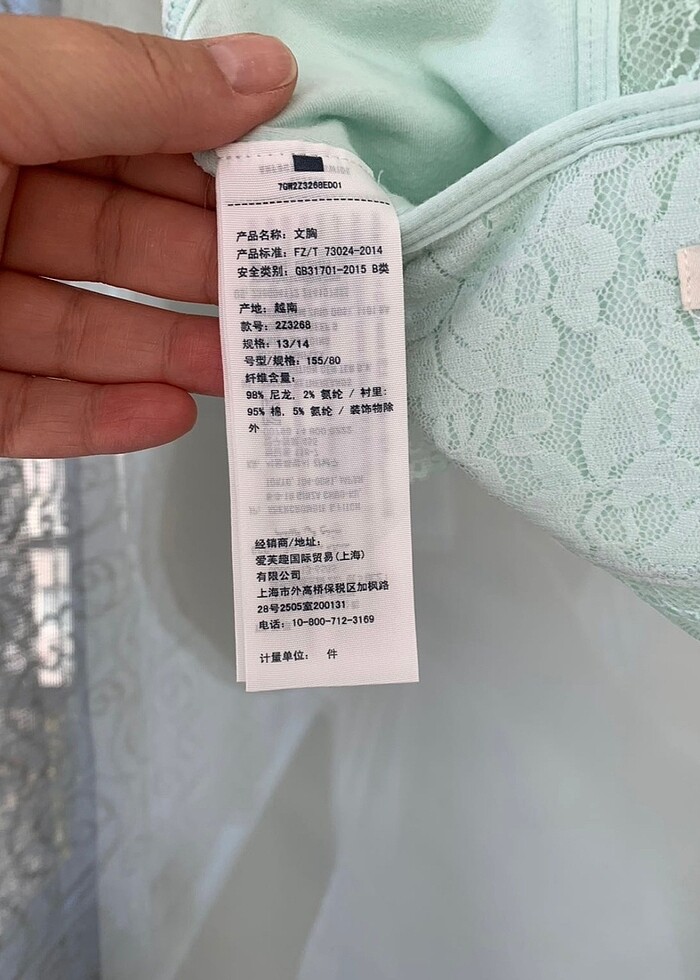 7GW2Z3268ED01
产品名称: 文胸
产品标准: FZ/T 73024-2014
安全类别: GB31701-2015 B类
产地: 越南
款号: 2Z3268
规格: 13/14
号型/规格: 155/80
纤维含量:
98% 尼龙, 2% 氨纶 / 衬里:
95% 棉, 5% 氨纶 / 装饰物除
外
经销商/地址:
爱芙趣国际贸易(上海)
有限公司
上海市外高桥保税区加枫路
28号2505室200131
电话: 10-800-712-3169
计量单位: 件